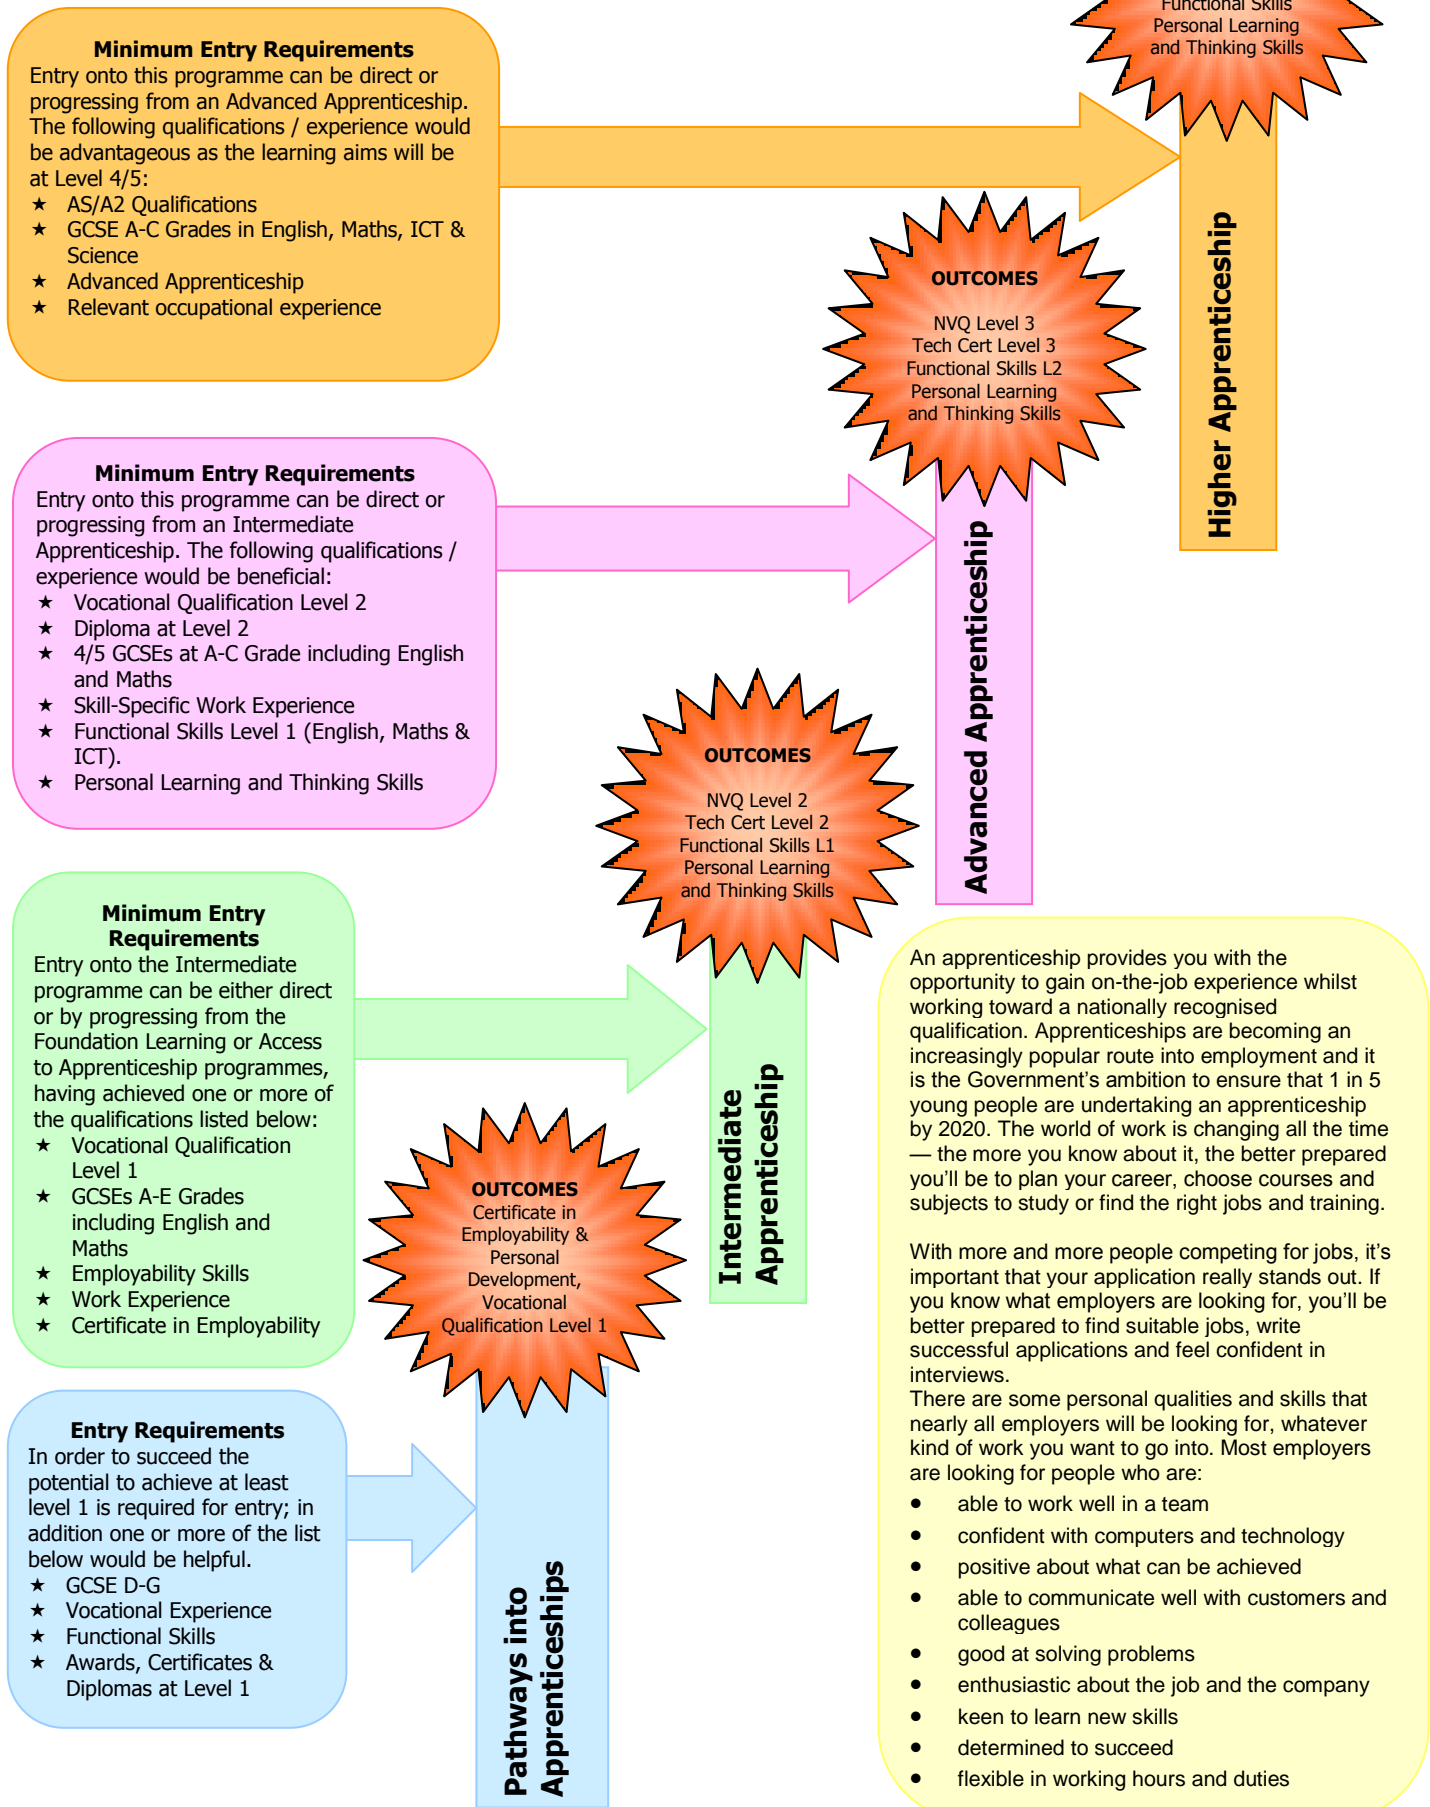 Functional Skills
Personal Learning
and Thinking Skills
Minimum Entry Requirements
Entry onto this programme can be direct or
progressing from an Advanced Apprenticeship.
The following qualifications / experience would
be advantageous as the learning aims will be
at Level 4/5:
★ AS/A2 Qualifications
★ GCSE A-C Grades in English, Maths, ICT &
Science
★ Advanced Apprenticeship
★ Relevant occupational experience
Higher Apprenticeship
OUTCOMES
NVQ Level 3
Tech Cert Level 3
Functional Skills L2
Personal Learning
and Thinking Skills
Minimum Entry Requirements
Entry onto this programme can be direct or
progressing from an Intermediate
Apprenticeship. The following qualifications /
experience would be beneficial:
★ Vocational Qualification Level 2
★ Diploma at Level 2
★ 4/5 GCSEs at A-C Grade including English
and Maths
★ Skill-Specific Work Experience
★ Functional Skills Level 1 (English, Maths &
ICT).
★ Personal Learning and Thinking Skills
Advanced Apprenticeship
OUTCOMES
NVQ Level 2
Tech Cert Level 2
Functional Skills L1
Personal Learning
and Thinking Skills
Minimum Entry
Requirements
Entry onto the Intermediate
programme can be either direct
or by progressing from the
Foundation Learning or Access
to Apprenticeship programmes,
having achieved one or more of
the qualifications listed below:
★ Vocational Qualification
Level 1
★ GCSEs A-E Grades
including English and
Maths
★ Employability Skills
★ Work Experience
★ Certificate in Employability
Intermediate
Apprenticeship
OUTCOMES
Certificate in
Employability &
Personal
Development,
Vocational
Qualification Level 1
Entry Requirements
In order to succeed the
potential to achieve at least
level 1 is required for entry; in
addition one or more of the list
below would be helpful.
★ GCSE D-G
★ Vocational Experience
★ Functional Skills
★ Awards, Certificates &
Diplomas at Level 1
Pathways into
Apprenticeships
An apprenticeship provides you with the
opportunity to gain on-the-job experience whilst
working toward a nationally recognised
qualification. Apprenticeships are becoming an
increasingly popular route into employment and it
is the Government's ambition to ensure that 1 in 5
young people are undertaking an apprenticeship
by 2020. The world of work is changing all the time
— the more you know about it, the better prepared
you'll be to plan your career, choose courses and
subjects to study or find the right jobs and training.
With more and more people competing for jobs, it's
important that your application really stands out. If
you know what employers are looking for, you'll be
better prepared to find suitable jobs, write
successful applications and feel confident in
interviews.
There are some personal qualities and skills that
nearly all employers will be looking for, whatever
kind of work you want to go into. Most employers
are looking for people who are:
• able to work well in a team
• confident with computers and technology
• positive about what can be achieved
• able to communicate well with customers and
colleagues
• good at solving problems
• enthusiastic about the job and the company
• keen to learn new skills
• determined to succeed
• flexible in working hours and duties